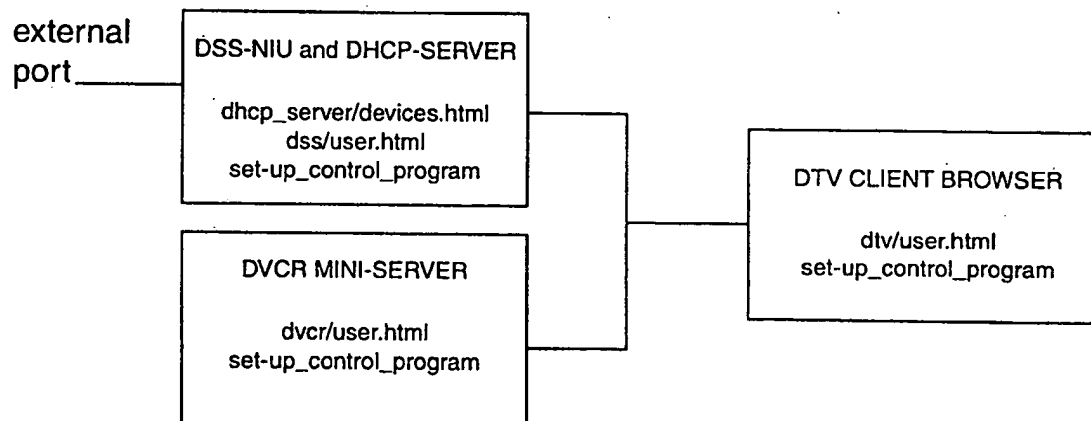 external
port
DSS-NIU and DHCP-SERVER
dhcp_server/devices.html
dss/user.html
set-up_control_program
DVCR MINI-SERVER
dvcr/user.html
set-up_control_program
DTV CLIENT BROWSER
dtv/user.html
set-up_control_program